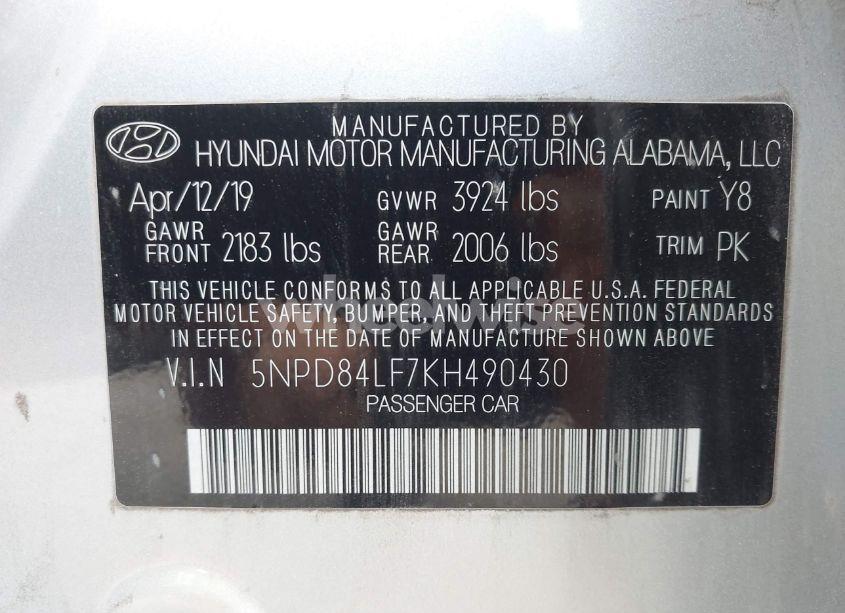 MANUFACTURED BY
HYUNDAI MOTOR MANUFACTURING ALABAMA, LLC
Apr/12/19 GVWR 3924 lbs PAINT Y8
GAWR FRONT 2183 lbs GAWR REAR 2006 lbs TRIM PK
THIS VEHICLE CONFORMS TO ALL APPLICABLE U.S.A. FEDERAL
MOTOR VEHICLE SAFETY, BUMPER, AND THEFT PREVENTION STANDARDS
IN EFFECT ON THE DATE OF MANUFACTURE SHOWN ABOVE
wheelwise
V.I.N 5NPD84LF7KH490430
PASSENGER CAR